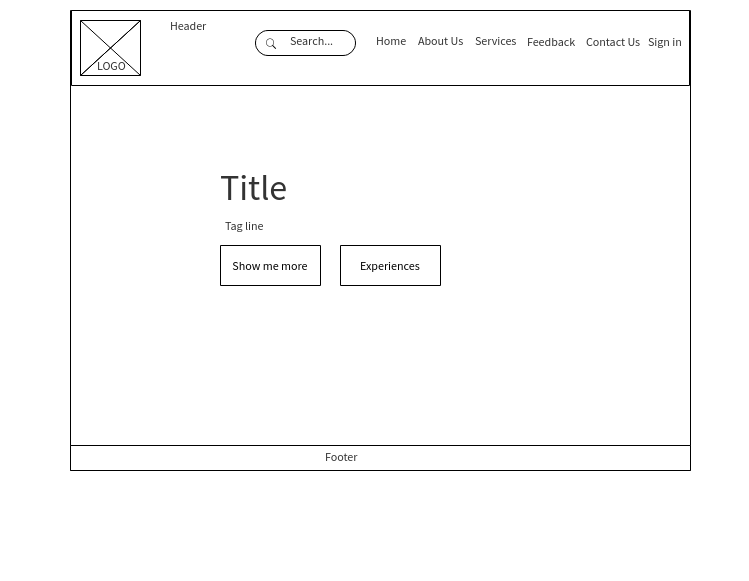 Header
LOGO
Search...
Home
About Us
Services
Feedback
Contact Us
Sign in
Title
Tag line
Show me more
Experiences
Footer